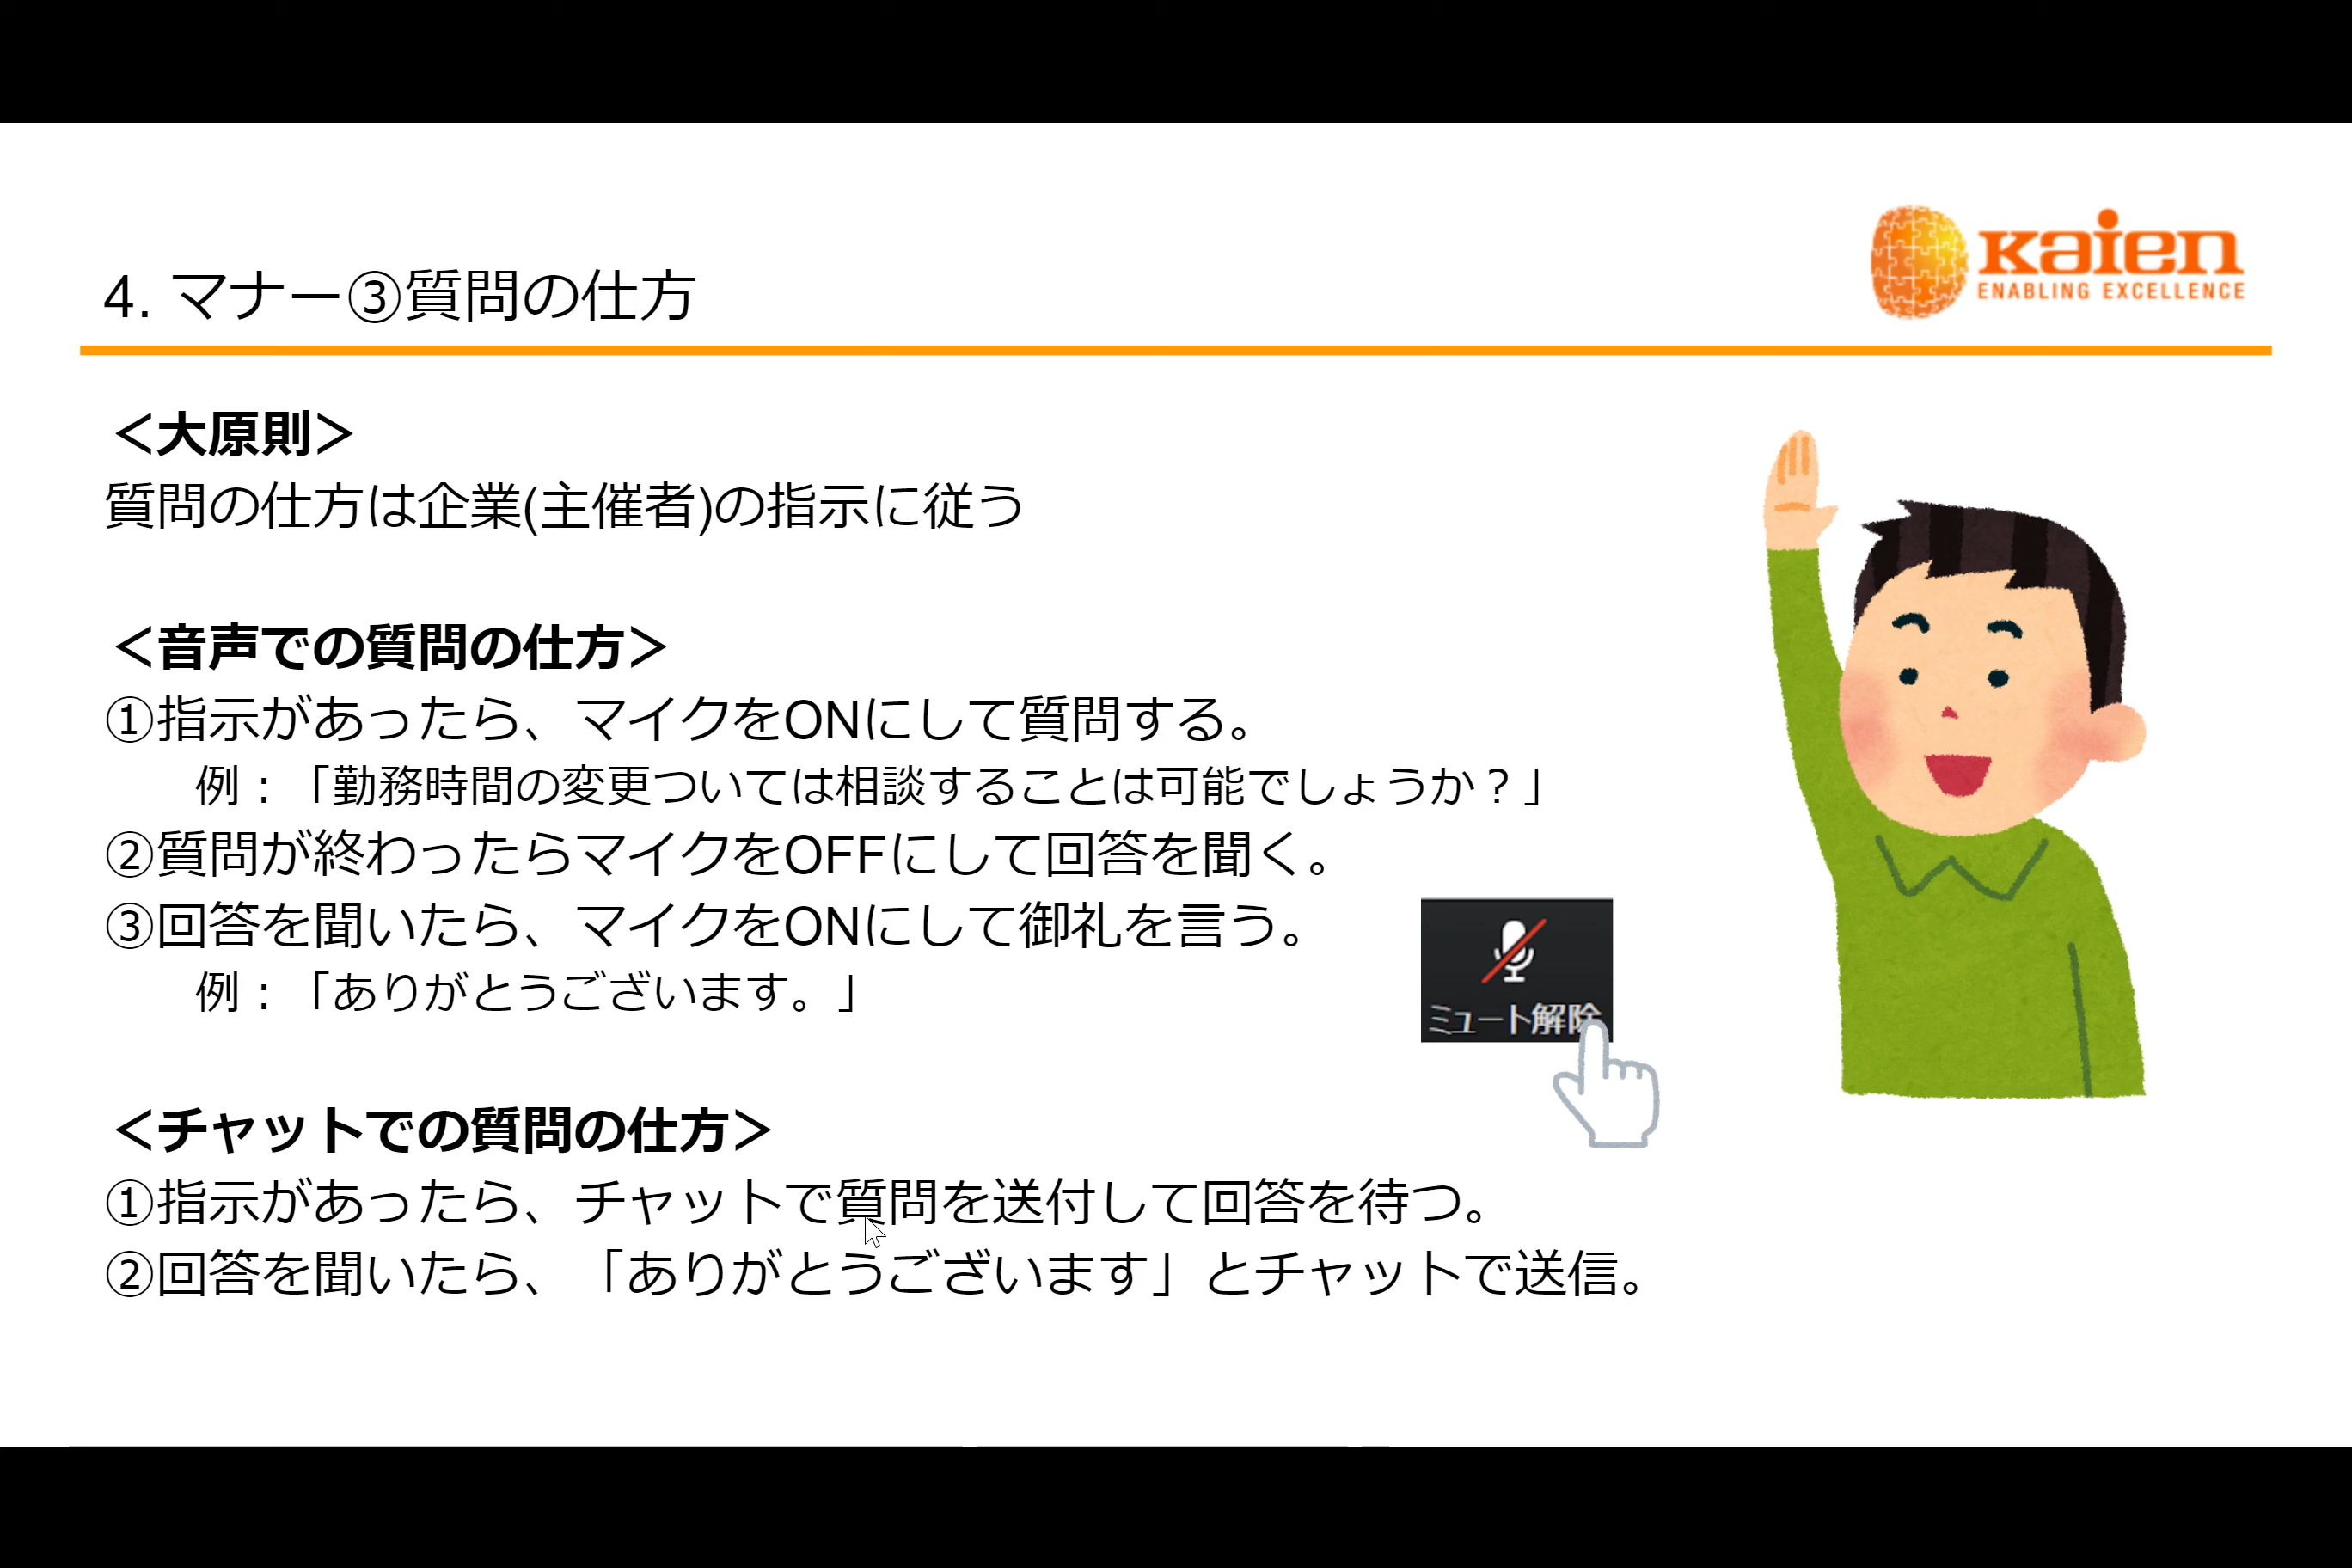 kaien
ENABLING EXCELLENCE
4. マナー③質問の仕方
＜大原則＞
質問の仕方は企業(主催者)の指示に従う
＜音声での質問の仕方＞
①指示があったら、マイクをONにして質問する。
例：「勤務時間の変更ついては相談することは可能でしょうか？」
②質問が終わったらマイクをOFFにして回答を聞く。
③回答を聞いたら、マイクをONにして御礼を言う。
例：「ありがとうございます。」
ミュート解除
＜チャットでの質問の仕方＞
①指示があったら、チャットで質問を送付して回答を待つ。
②回答を聞いたら、「ありがとうございます」とチャットで送信。